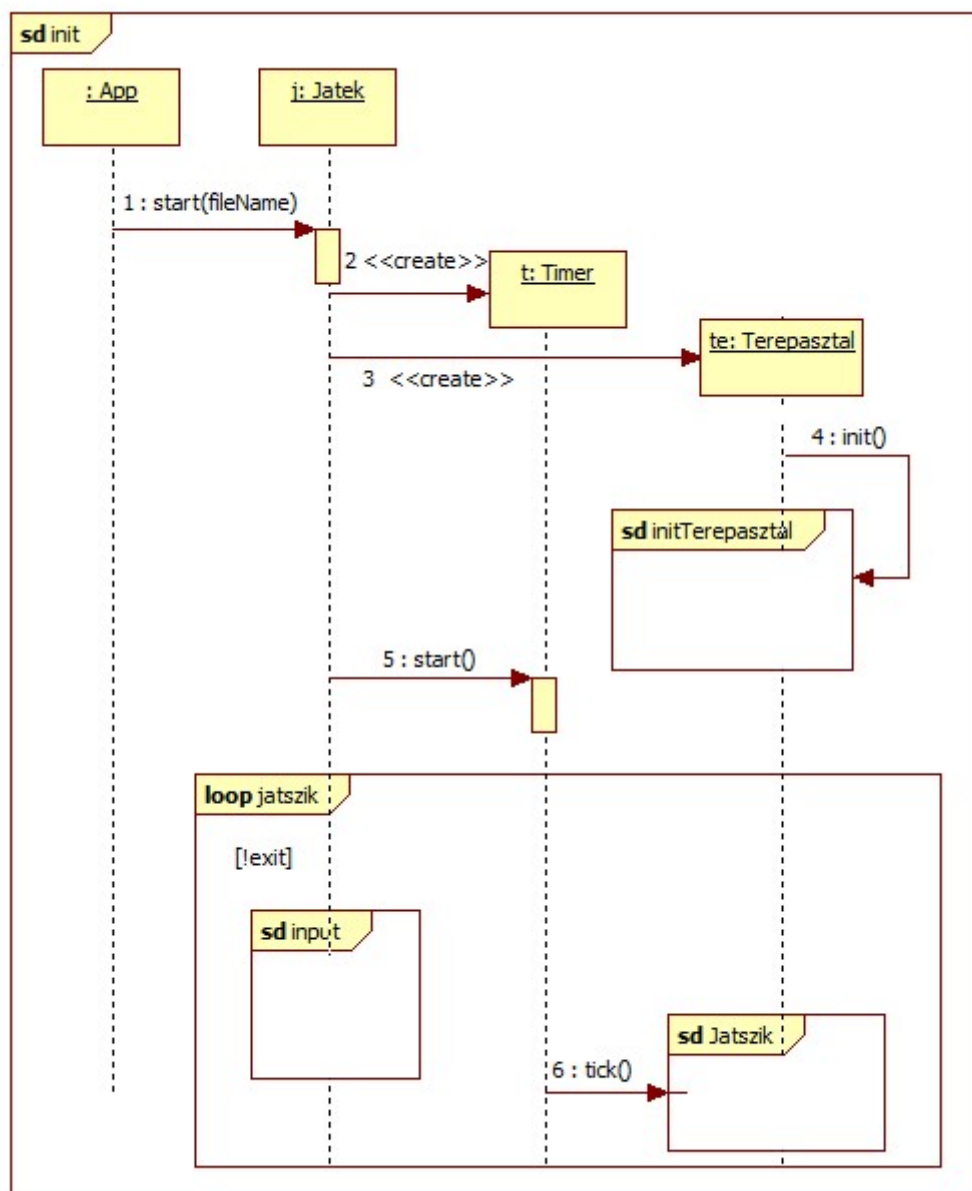 sd init
: App
j: Jatek
1 : start(fileName)
2 <<create>>
t: Timer
te: Terepasztal
3 <<create>>
4 : init()
sd initTerepasztal
5 : start()
loop jatszik
[!exit]
sd input
sd Jatszik
6 : tick()